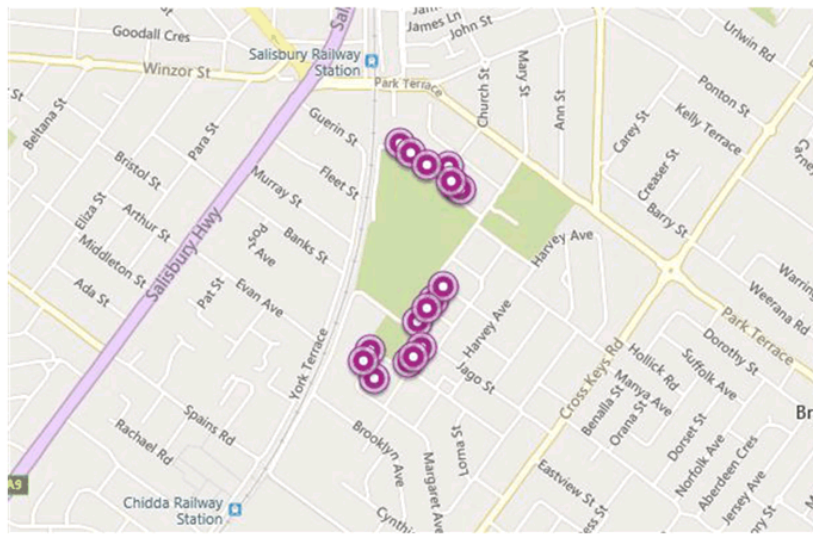 James Ln
John St
Goodall Cres
Urlwin Rd
Salisbury Railway
Station
Winzor St
Park Terrace
Church St
Mary St
Ann St
Ponton St
Kelly Terrace
Beltana St
Para St
Guerin St
Carey St
Creaser St
Bristol St
Fleet St
Murray St
Barry St
Eliza St
Arthur St
Banks St
Harvey Ave
Middleton St
Salisbury Hwy
Ada St
Pat St
Evan Ave
Weerana Rd
Park Terrace
York Terrace
Harvey Ave
Dorothy St
Suffolk Ave
Hollick Rd
Manya Ave
Jago St
Cross Keys Rd
Benalla St
Orana St
Spains Rd
Rachael Rd
Brooklyn Ave
Lorna St
Margaret Ave
Dorset St
Norfolk Ave
Aberdeen Cres
Jersey Ave
Eastview St
A9
Chidda Railway
Station